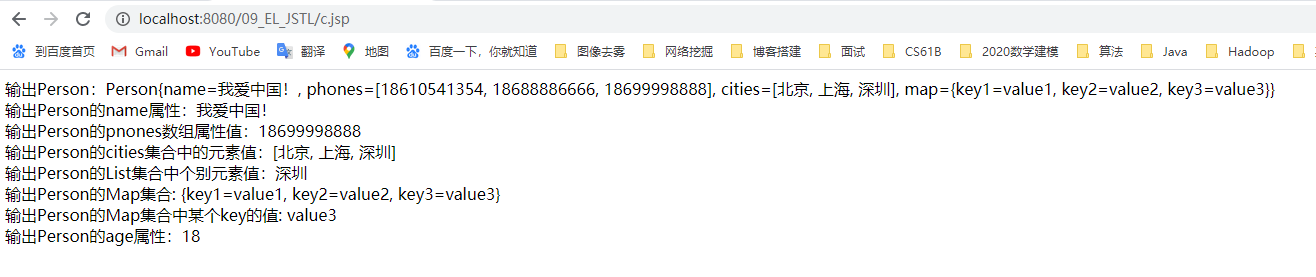 localhost:8080/09_EL_JSTL/c.jsp
到百度首页 Gmail YouTube 翻译 地图 百度一下，你就知道 图像去雾 网络挖掘 博客搭建 面试 CS61B 2020数学建模 算法 Java Hadoop
输出Person：Person{name=我爱中国！, phones=[18610541354, 18688886666, 18699998888], cities=[北京, 上海, 深圳], map={key1=value1, key2=value2, key3=value3}}
输出Person的name属性：我爱中国！
输出Person的pnones数组属性值：18699998888
输出Person的cities集合中的元素值：[北京, 上海, 深圳]
输出Person的List集合中个别元素值：深圳
输出Person的Map集合: {key1=value1, key2=value2, key3=value3}
输出Person的Map集合中某个key的值: value3
输出Person的age属性：18